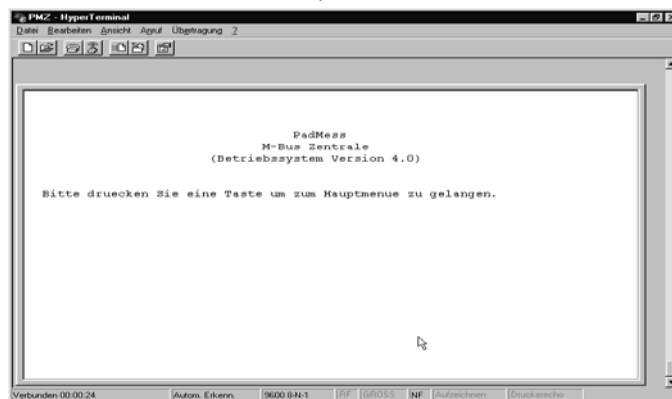 PMZ - HyperTerminal
Datei Bearbeiten Ansicht Anruf Übertragung ?
PadMess
M-Bus Zentrale
(Betriebssystem Version 4.0)
Bitte druecken Sie eine Taste um zum Hauptmenue zu gelangen.
Verbunden 00:00:24 Autom. Erkenn. 9600 8-N-1 RF GROSS NF Aufzeichnen Druckerecho